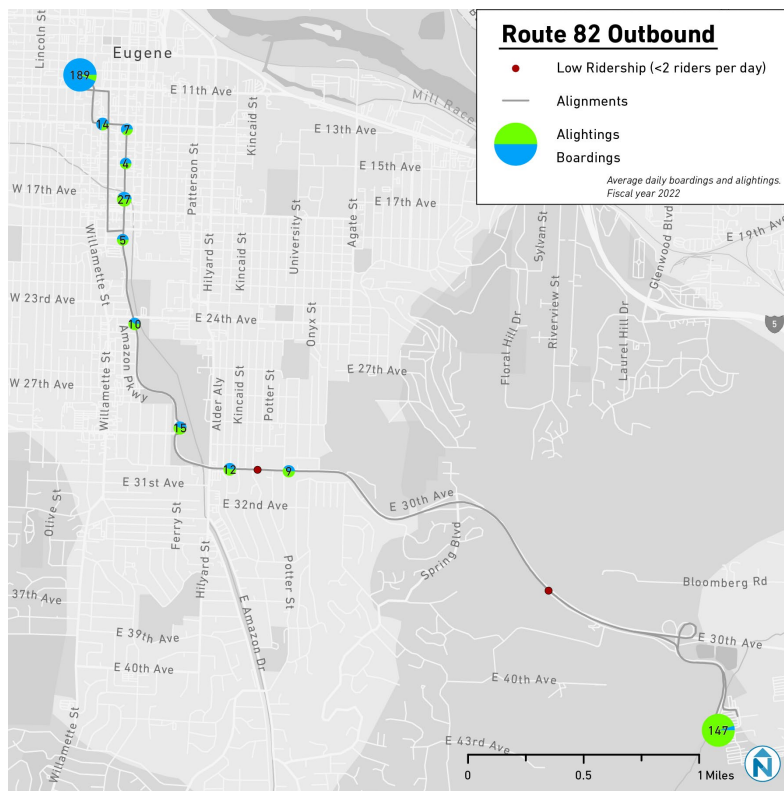 Route 82 Outbound
Low Ridership (<2 riders per day)
Alignments
Alightings
Boardings
Average daily boardings and alightings.
Fiscal year 2022
Lincoln St
Eugene
189
E 11th Ave
Mill Race
14
7
E 13th Ave
Kincaid St
4
E 15th Ave
Patterson St
W 17th Ave
27
E 17th Ave
5
Willamette St
Hilyard St
Kincaid St
University St
Agate St
Sylvan St
Glenwood Blvd
E 19th Ave
W 23rd Ave
10
E 24th Ave
Onyx St
Floral Hill Dr
Riverview St
Laurel Hill Dr
5
Amazon Pkwy
E 27th Ave
W 27th Ave
Willamette St
Alder Aly
Kincaid St
Potter St
15
12
9
E 31st Ave
E 32nd Ave
E 30th Ave
Olive St
Ferry St
Hilyard St
Spring Blvd
Potter St
Bloomberg Rd
37th Ave
E 39th Ave
E Amazon Dr
E 30th Ave
E 40th Ave
E 40th Ave
Willamette St
E 43rd Ave
147
0
0.5
1 Miles
N